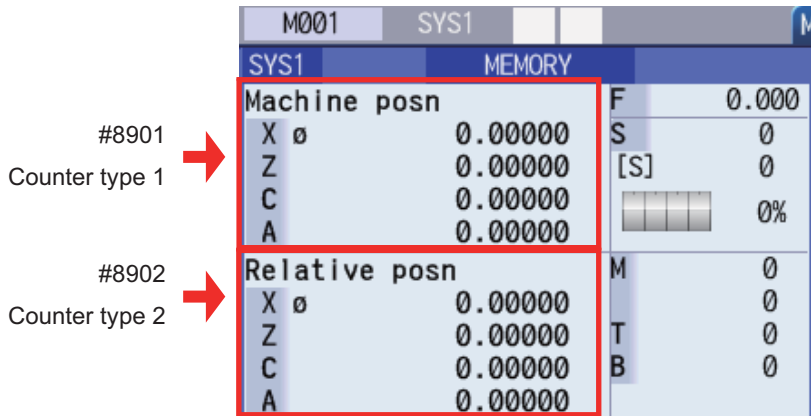 M001 SYS1 M
SYS1 MEMORY
#8901
Counter type 1
Machine posn
X ø 0.00000
Z 0.00000
C 0.00000
A 0.00000
F 0.000
S 0
[S] 0
0%
#8902
Counter type 2
Relative posn
X ø 0.00000
Z 0.00000
C 0.00000
A 0.00000
M 0
0
T 0
B 0